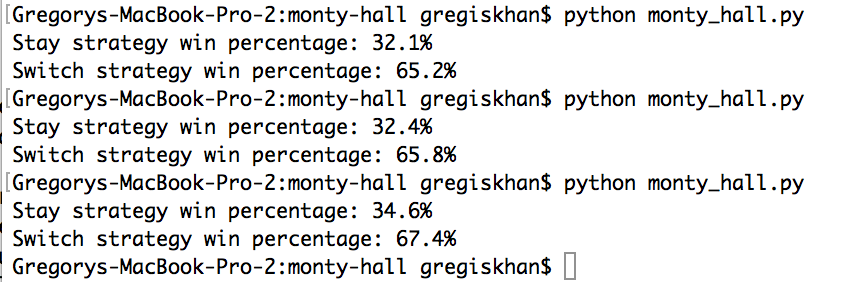 [Gregorys-MacBook-Pro-2:monty-hall gregiskhan$ python monty_hall.py
Stay strategy win percentage: 32.1%
Switch strategy win percentage: 65.2%
[Gregorys-MacBook-Pro-2:monty-hall gregiskhan$ python monty_hall.py
Stay strategy win percentage: 32.4%
Switch strategy win percentage: 65.8%
[Gregorys-MacBook-Pro-2:monty-hall gregiskhan$ python monty_hall.py
Stay strategy win percentage: 34.6%
Switch strategy win percentage: 67.4%
Gregorys-MacBook-Pro-2:monty-hall gregiskhan$